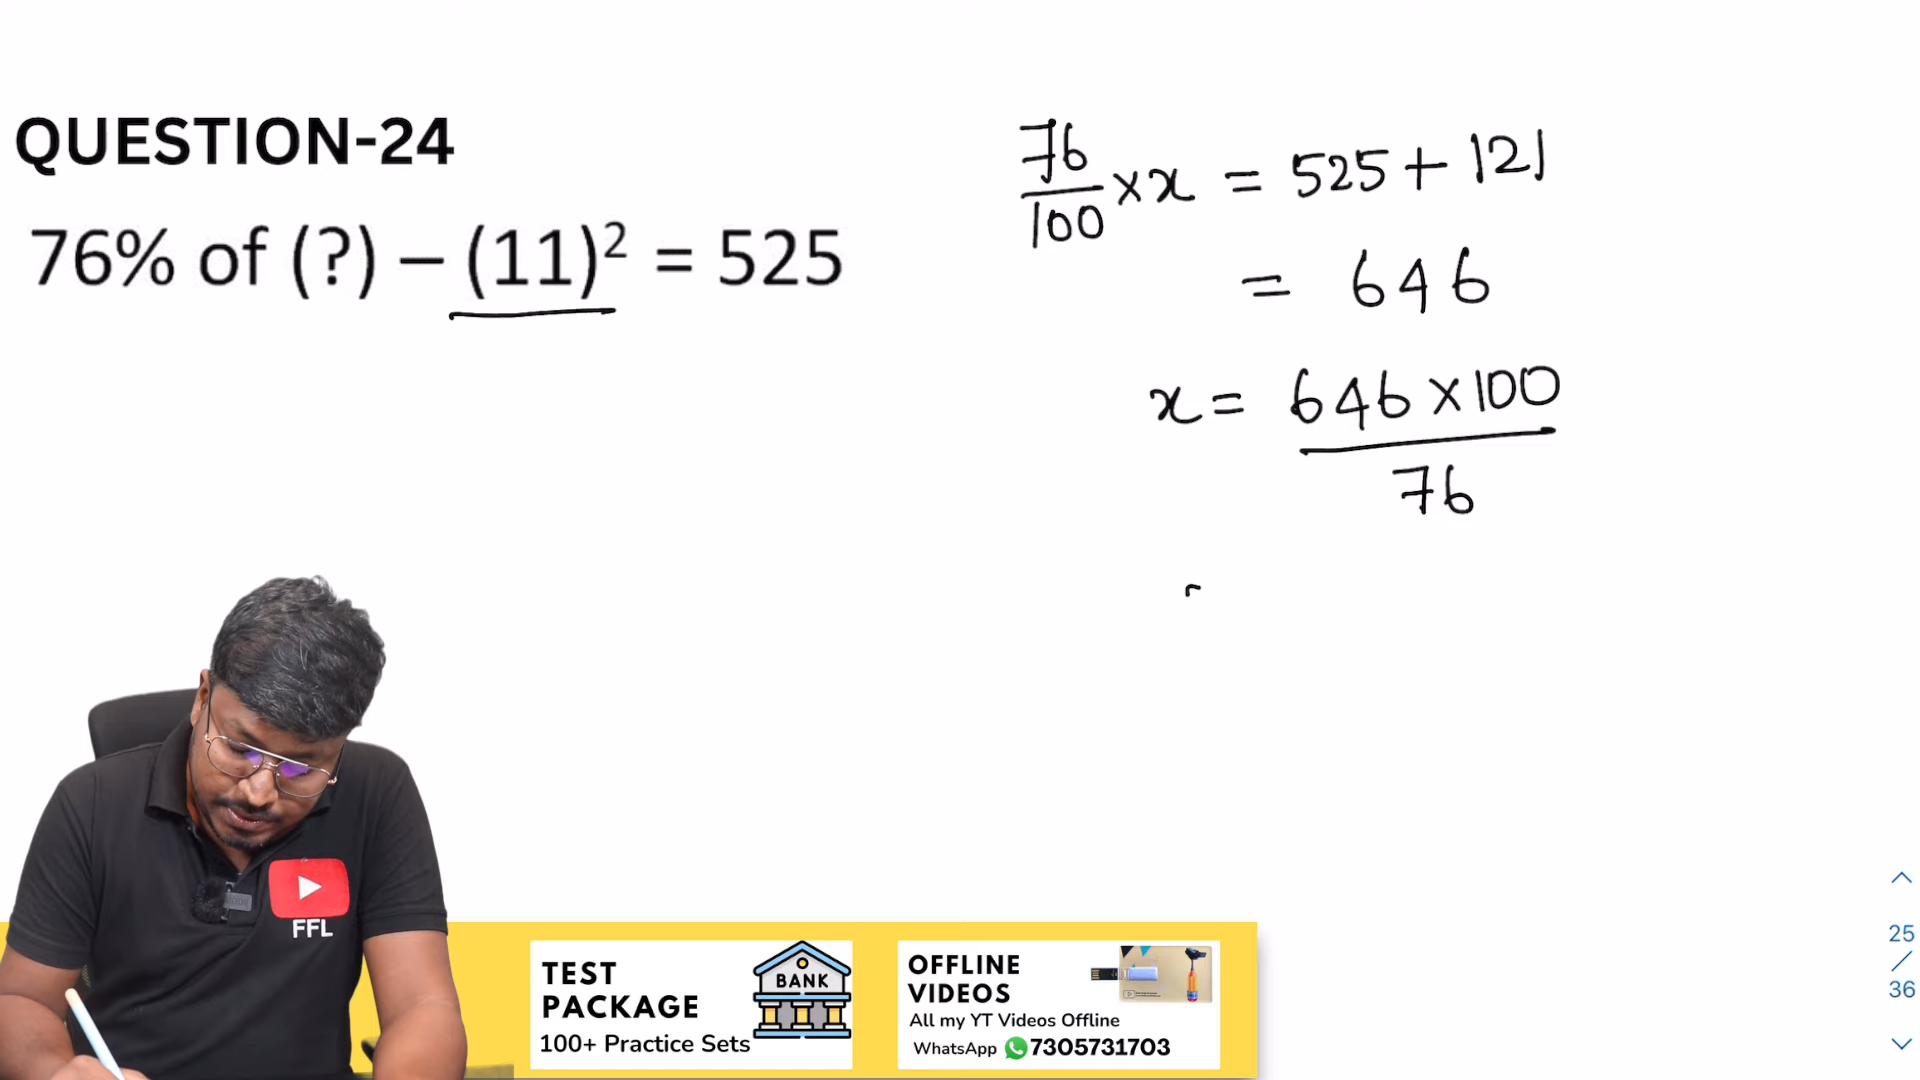 QUESTION-24
76% of (?) – (11)² = 525
76/100 × x = 525 + 121
= 646
x = 646 × 100 / 76
FFL
TEST
PACKAGE
100+ Practice Sets
BANK
OFFLINE
VIDEOS
All my YT Videos Offline
WhatsApp 7305731703
25
/
36